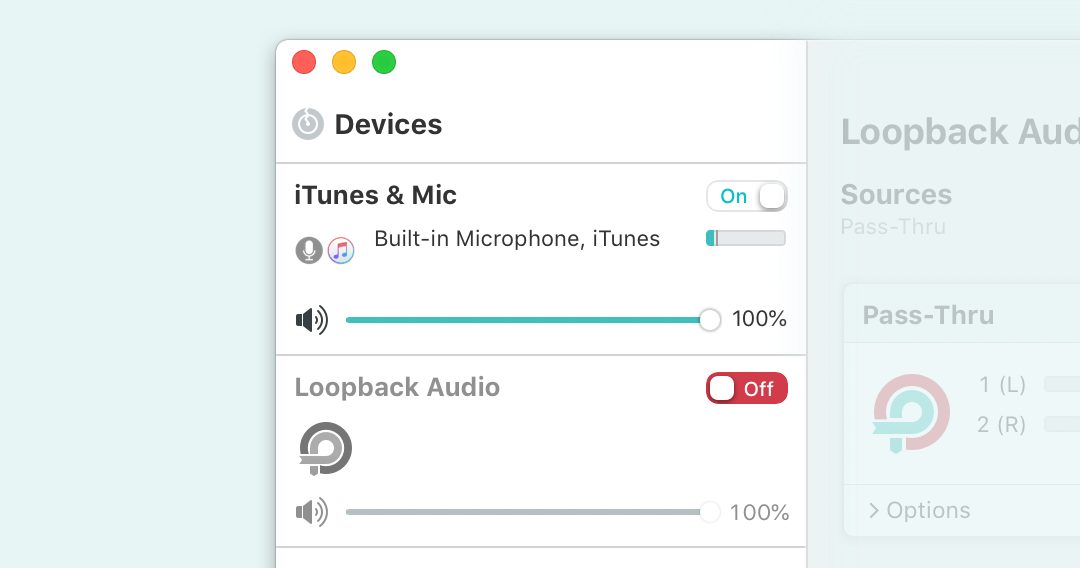 Devices
iTunes & Mic
On
Built-in Microphone, iTunes
100%
Loopback Audio
Off
100%
Loopback Aud
Sources
Pass-Thru
Pass-Thru
1 (L)
2 (R)
> Options